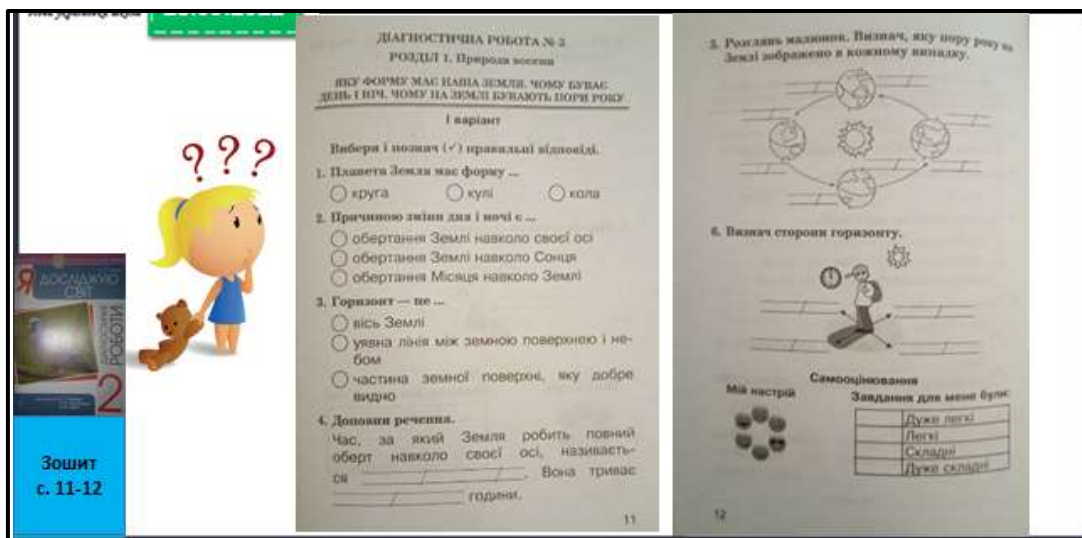 ДІАГНОСТИЧНА РОБОТА № 2
РОЗДІЛ 1. Природа восени
ЯКУ ФОРМУ МАЄ НАША ЗЕМЛЯ. ЧОМУ БУВАЄ
ДЕНЬ І НІЧ. ЧОМУ НА ЗЕМЛІ БУВАЮТЬ ПОРИ РОКУ
І варіант
Вибери і познач (✓) правильні відповіді.
1. Планета Земля має форму ...
круга кулі кола
2. Причиною зміни дня і ночі є ...
обертання Землі навколо своєї осі
обертання Землі навколо Сонця
обертання Місяця навколо Землі
3. Горизонт — це ...
вісь Землі
уявна лінія між земною поверхнею і не-
бом
частина земної поверхні, яку добре
видно
4. Доповни речення.
Час, за який Земля робить повний
оберт навколо своєї осі, називаєть-
ся . Вона триває
години.
11
5. Розглянь малюнок. Визнач, яку пору року на
Землі зображено в кожному випадку.
6. Визнач сторони горизонту.
Самооцінювання
Мій настрій
Завдання для мене були:
Дуже легкі
Легкі
Складні
Дуже складні
12
Я ДОСЛІДЖУЮ
СВІТ
ДІАГНОСТИЧНІ
РОБОТИ
2
Зошит
с. 11-12
? ? ?